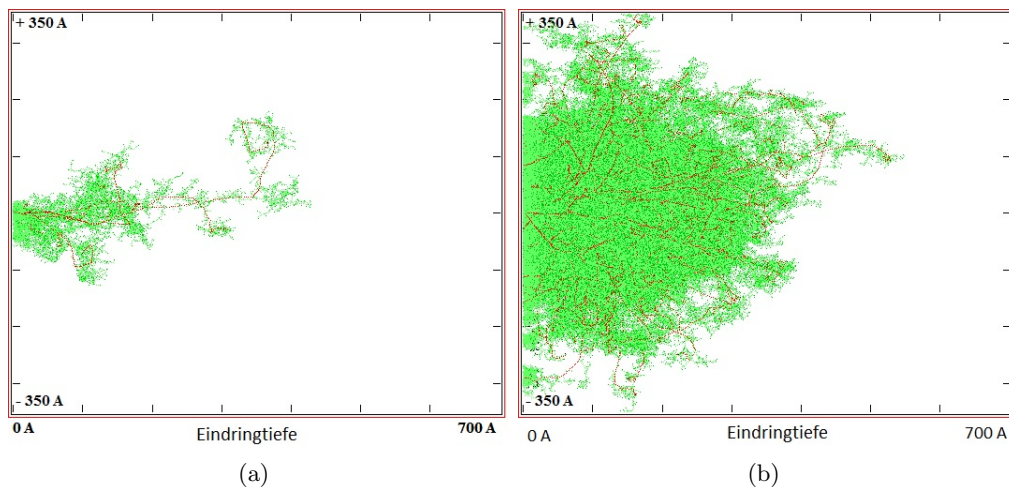 + 350 A
- 350 A
0 A
Eindringtiefe
700 A
(a)
+ 350 A
- 350 A
0 A
Eindringtiefe
700 A
(b)